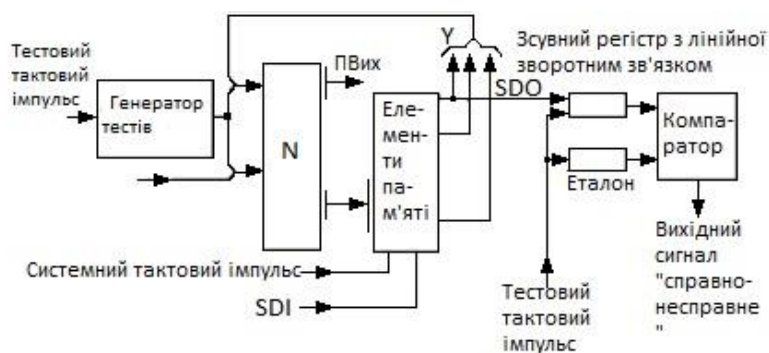 Тестовий
тактовий
імпульс
Генератор
тестів
N
ПВих
Y
SDO
Зсувний регістр з лінійної
зворотним зв'язком
Еле-
мен-
ти
па-
м'яті
Компа-
ратор
Еталон
Вихідний
сигнал
"справно-
несправне
"
Системний тактовий імпульс
SDI
Тестовий
тактовий
імпульс